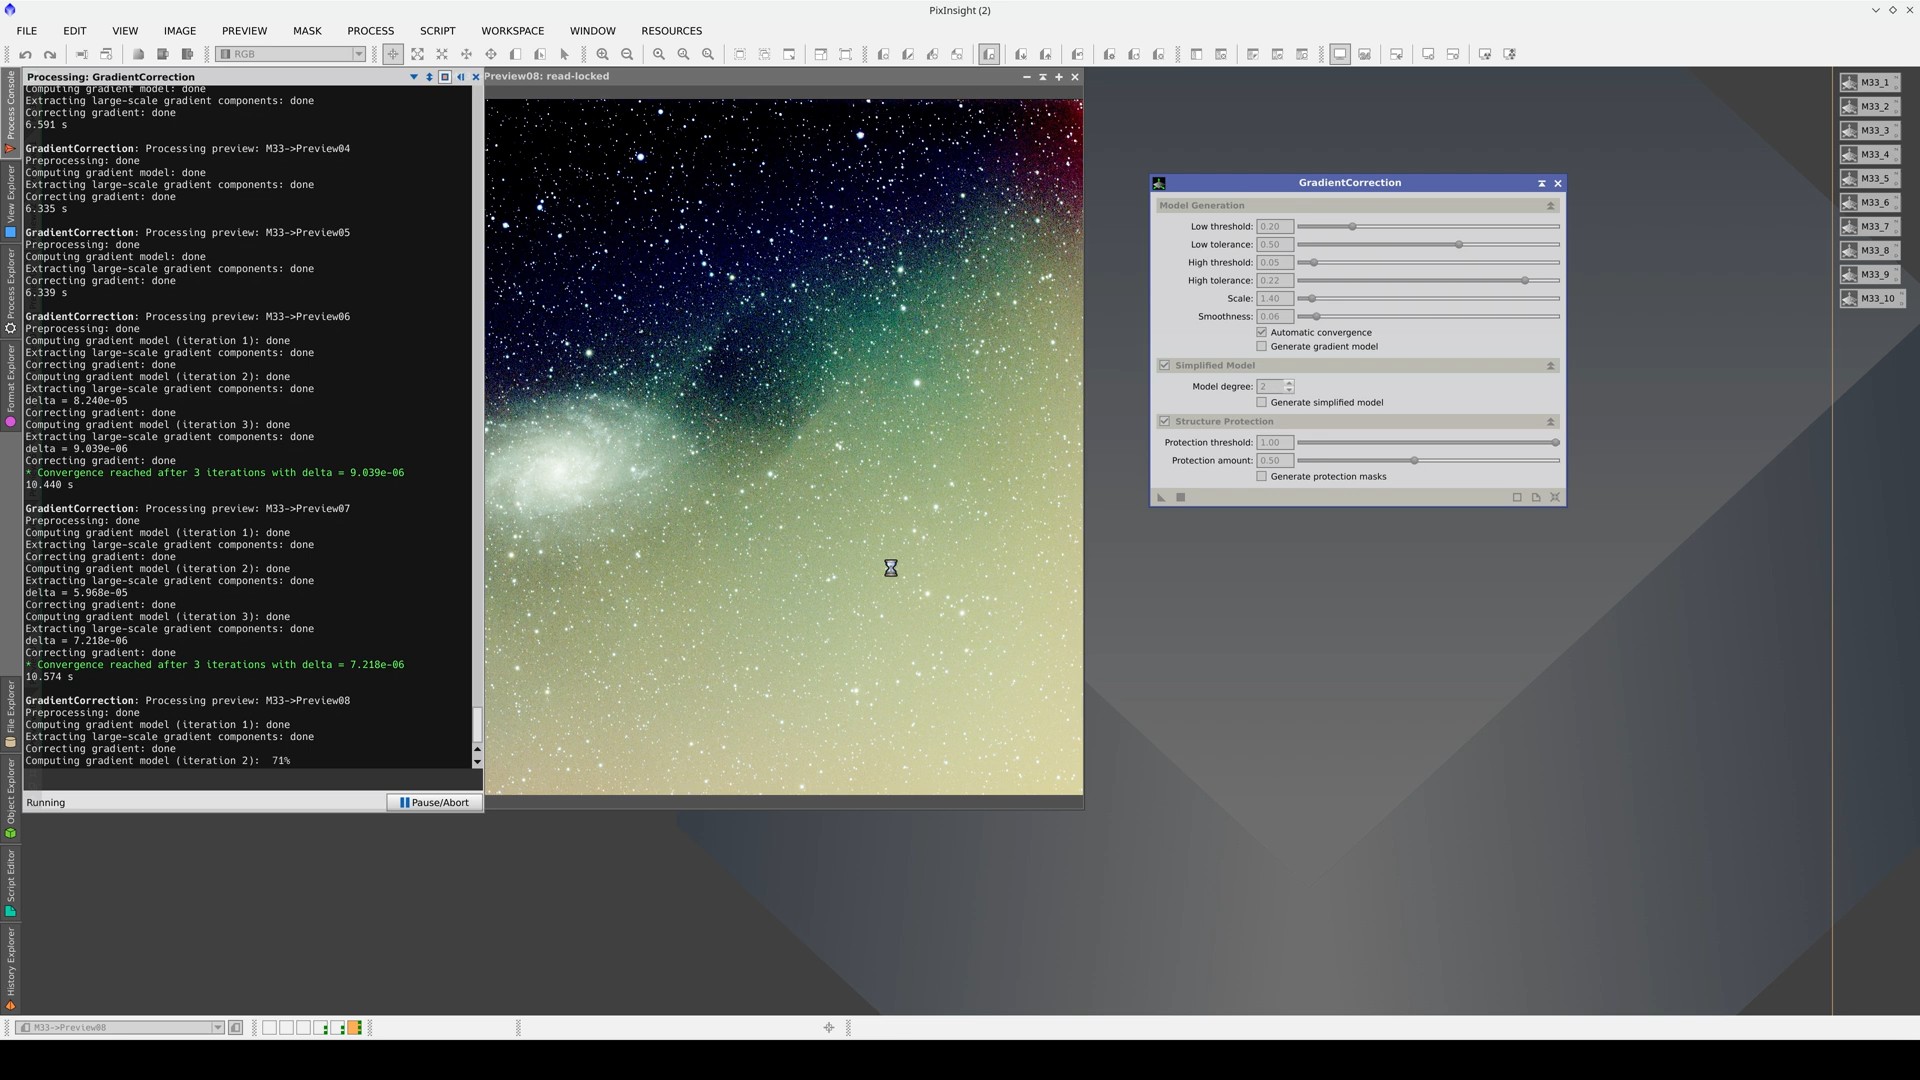 PixInsight (2)
FILE EDIT VIEW IMAGE PREVIEW MASK PROCESS SCRIPT WORKSPACE WINDOW RESOURCES
RGB
Processing: GradientCorrection
Computing gradient model: done
Extracting large-scale gradient components: done
Correcting gradient: done
6.591 s
GradientCorrection: Processing preview: M33->Preview04
Preprocessing: done
Computing gradient model: done
Extracting large-scale gradient components: done
Correcting gradient: done
6.335 s
GradientCorrection: Processing preview: M33->Preview05
Preprocessing: done
Computing gradient model: done
Extracting large-scale gradient components: done
Correcting gradient: done
6.339 s
GradientCorrection: Processing preview: M33->Preview06
Preprocessing: done
Computing gradient model (iteration 1): done
Extracting large-scale gradient components: done
Correcting gradient: done
Computing gradient model (iteration 2): done
Extracting large-scale gradient components: done
delta = 8.240e-05
Correcting gradient: done
Computing gradient model (iteration 3): done
Extracting large-scale gradient components: done
delta = 9.039e-06
Correcting gradient: done
* Convergence reached after 3 iterations with delta = 9.039e-06
10.440 s
GradientCorrection: Processing preview: M33->Preview07
Preprocessing: done
Computing gradient model (iteration 1): done
Extracting large-scale gradient components: done
Correcting gradient: done
Computing gradient model (iteration 2): done
Extracting large-scale gradient components: done
delta = 5.968e-05
Correcting gradient: done
Computing gradient model (iteration 3): done
Extracting large-scale gradient components: done
delta = 7.218e-06
Correcting gradient: done
* Convergence reached after 3 iterations with delta = 7.218e-06
10.574 s
GradientCorrection: Processing preview: M33->Preview08
Preprocessing: done
Computing gradient model (iteration 1): done
Extracting large-scale gradient components: done
Correcting gradient: done
Computing gradient model (iteration 2): 71%
Running
Pause/Abort
Process Console
View Explorer
Process Explorer
Format Explorer
File Explorer
Object Explorer
Script Editor
History Explorer
Preview08: read-locked
GradientCorrection
Model Generation
Low threshold: 0.20
Low tolerance: 0.50
High threshold: 0.05
High tolerance: 0.22
Scale: 1.40
Smoothness: 0.06
Automatic convergence
Generate gradient model
Simplified Model
Model degree: 2
Generate simplified model
Structure Protection
Protection threshold: 1.00
Protection amount: 0.50
Generate protection masks
M33_1
M33_2
M33_3
M33_4
M33_5
M33_6
M33_7
M33_8
M33_9
M33_10
M33->Preview08